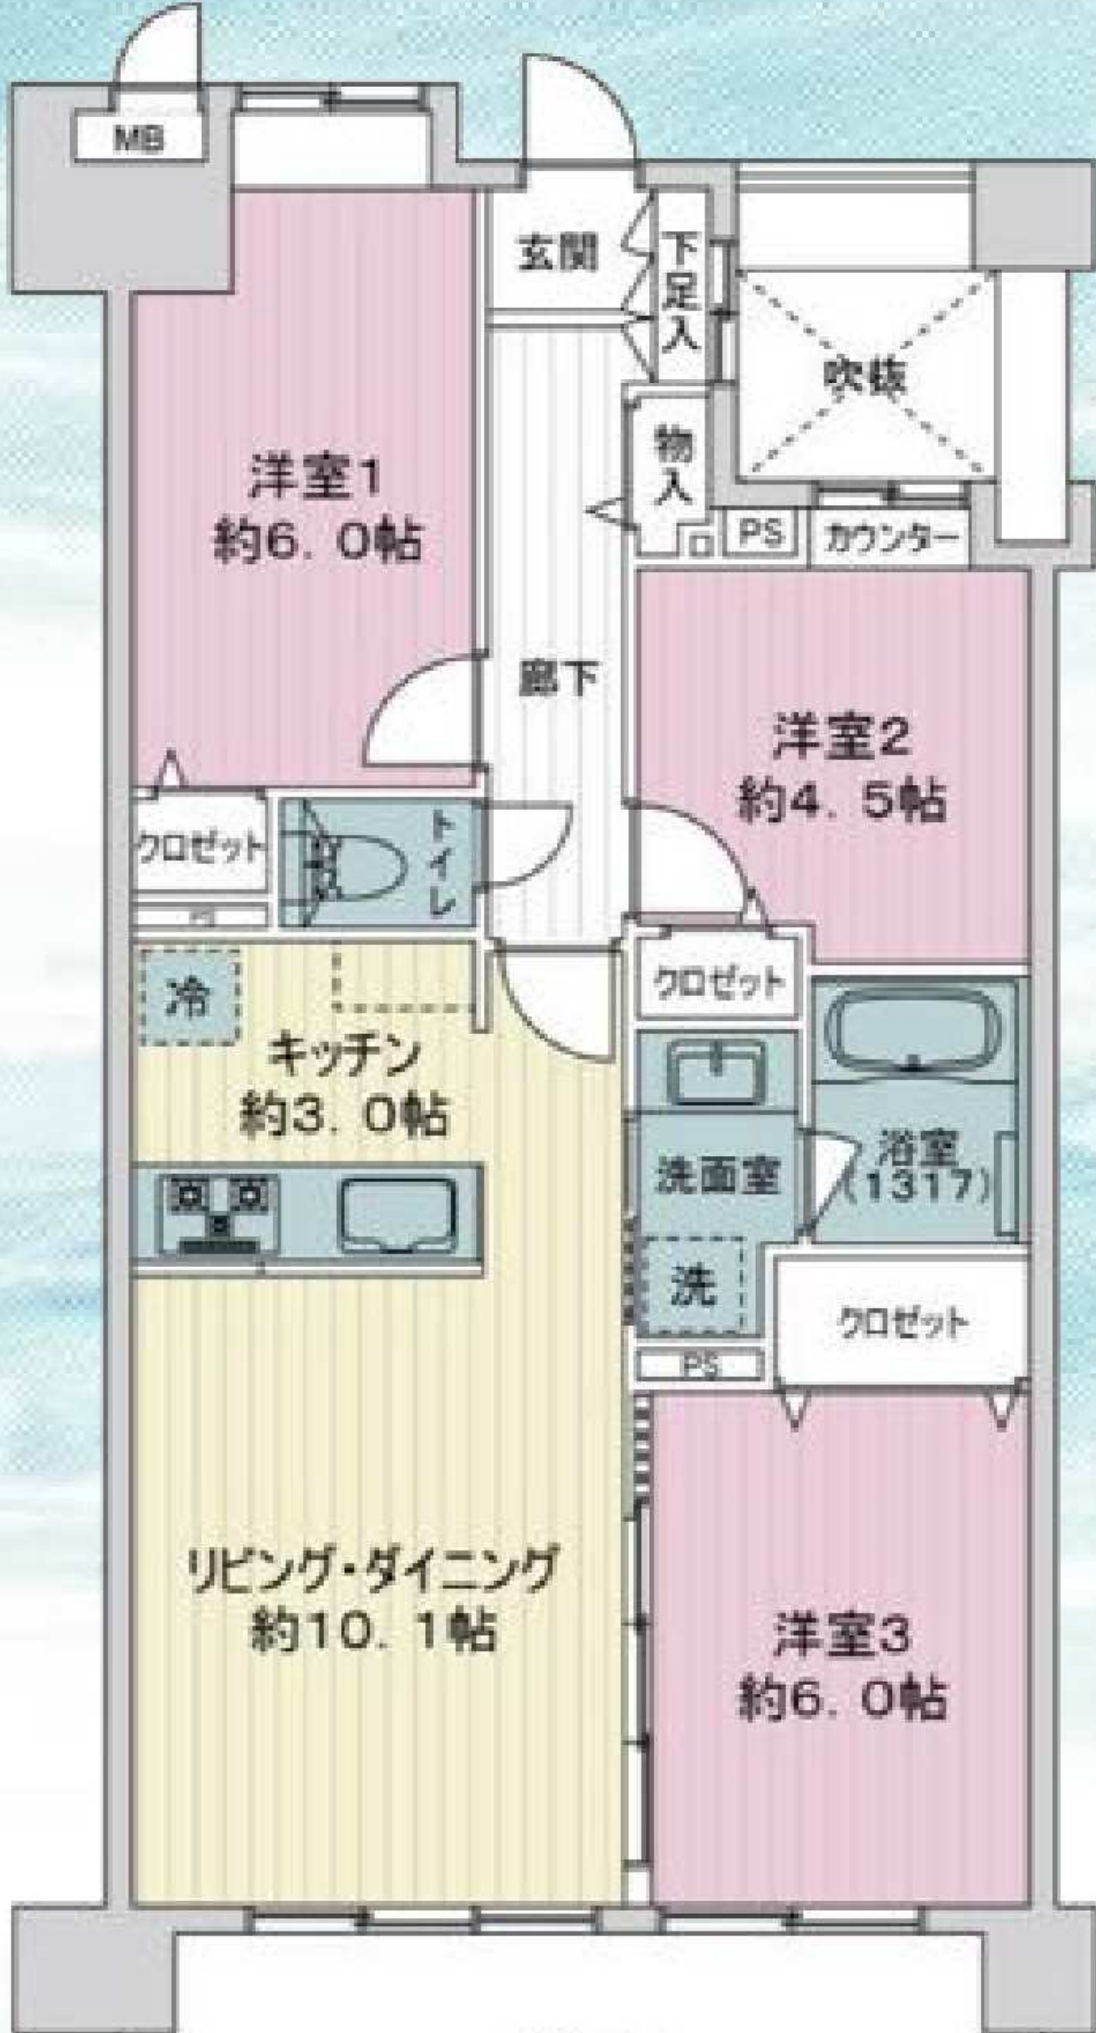 MB
玄関
下足入
吹抜
物入
洋室1
約6.0帖
PS
カウンター
廊下
洋室2
約4.5帖
クロゼット
トイレ
クロゼット
冷
キッチン
約3.0帖
洗面室
浴室
(1317)
洗
クロゼット
PS
リビング・ダイニング
約10.1帖
洋室3
約6.0帖